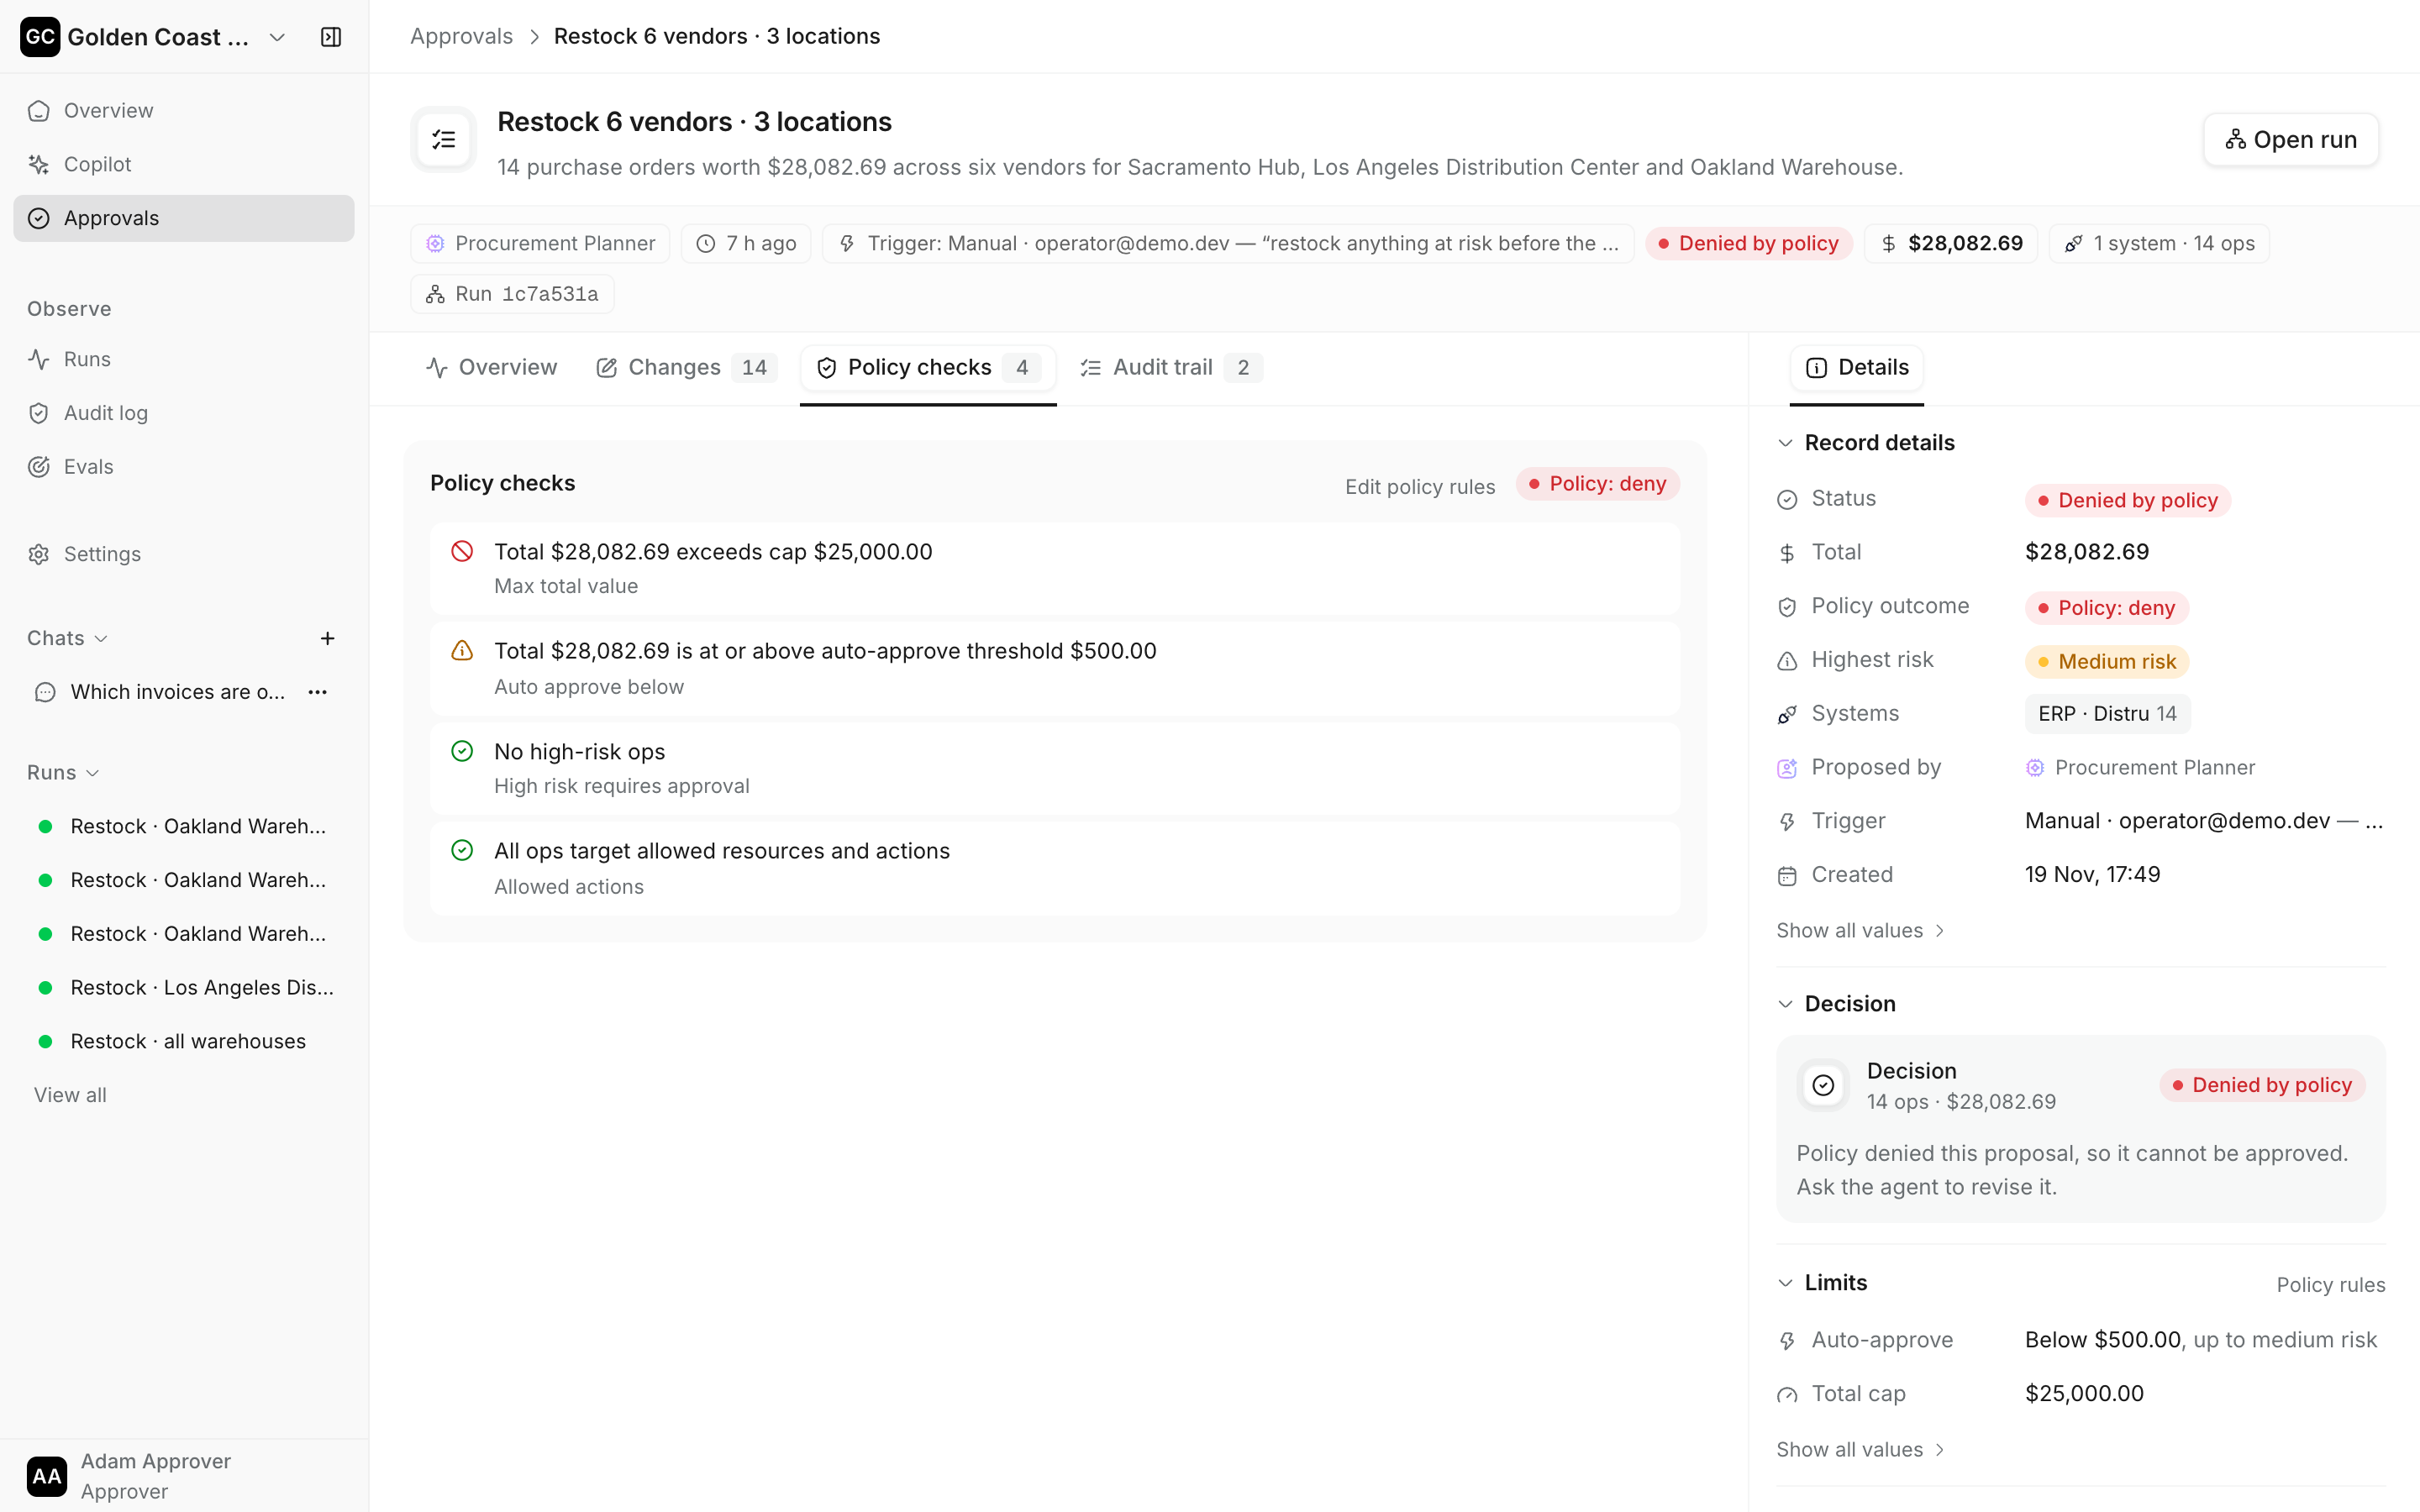 GC Golden Coast ...
Overview
Copilot
Approvals
Observe
Runs
Audit log
Evals
Settings
Chats
Which invoices are o...
Runs
Restock · Oakland Wareh...
Restock · Oakland Wareh...
Restock · Oakland Wareh...
Restock · Los Angeles Dis...
Restock · all warehouses
View all
AA Adam Approver
Approver
Approvals > Restock 6 vendors · 3 locations
Restock 6 vendors · 3 locations
14 purchase orders worth $28,082.69 across six vendors for Sacramento Hub, Los Angeles Distribution Center and Oakland Warehouse.
Open run
Procurement Planner 7 h ago Trigger: Manual · operator@demo.dev — “restock anything at risk before the ... Denied by policy $28,082.69 1 system · 14 ops
Run 1c7a531a
Overview Changes 14 Policy checks 4 Audit trail 2
Policy checks Edit policy rules Policy: deny
Total $28,082.69 exceeds cap $25,000.00
Max total value
Total $28,082.69 is at or above auto-approve threshold $500.00
Auto approve below
No high-risk ops
High risk requires approval
All ops target allowed resources and actions
Allowed actions
Details
Record details
Status Denied by policy
Total $28,082.69
Policy outcome Policy: deny
Highest risk Medium risk
Systems ERP · Distru 14
Proposed by Procurement Planner
Trigger Manual · operator@demo.dev — ...
Created 19 Nov, 17:49
Show all values
Decision
Decision
14 ops · $28,082.69
Denied by policy
Policy denied this proposal, so it cannot be approved.
Ask the agent to revise it.
Limits Policy rules
Auto-approve Below $500.00, up to medium risk
Total cap $25,000.00
Show all values